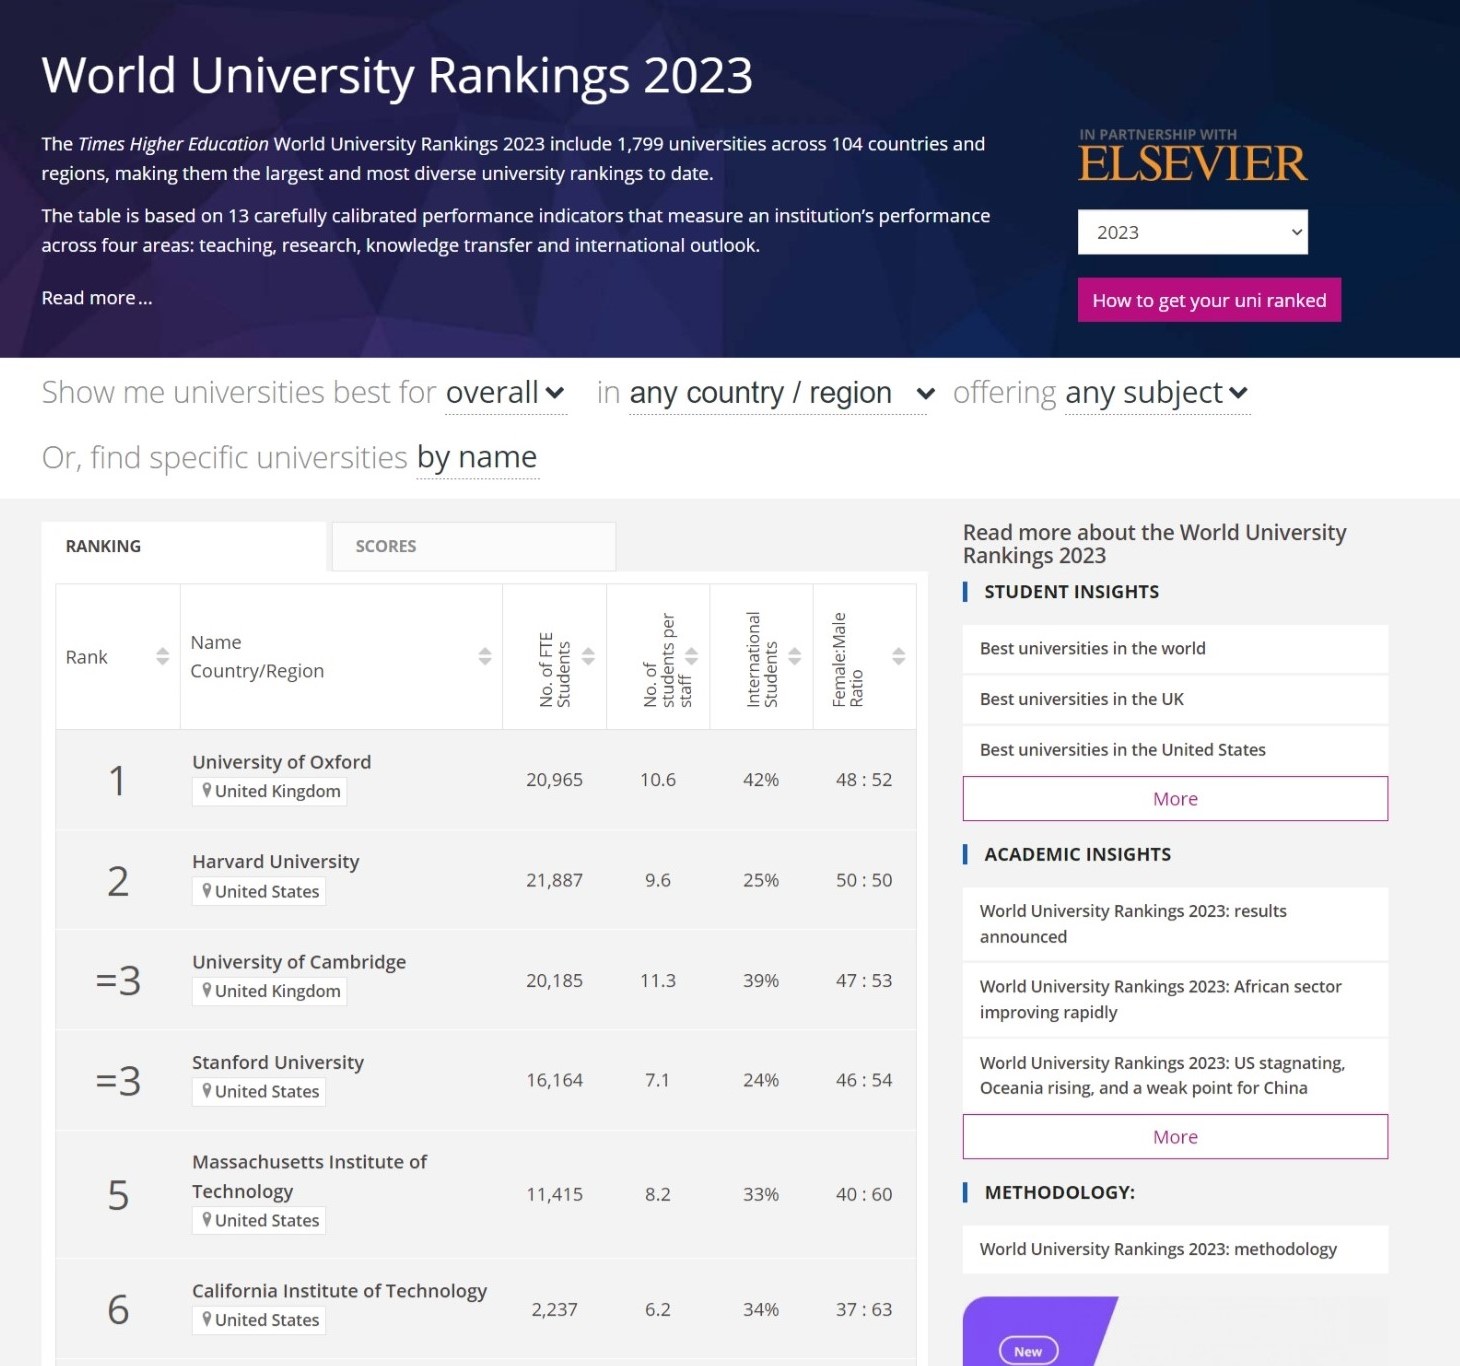 World University Rankings 2023
The Times Higher Education World University Rankings 2023 include 1,799 universities across 104 countries and
regions, making them the largest and most diverse university rankings to date.
The table is based on 13 carefully calibrated performance indicators that measure an institution's performance
across four areas: teaching, research, knowledge transfer and international outlook.
Read more...
IN PARTNERSHIP WITH
ELSEVIER
2023
How to get your uni ranked
Show me universities best for overall in any country / region offering any subject
Or, find specific universities by name
RANKING
SCORES
Rank
Name
Country/Region
No. of FTE
Students
No. of
students per
staff
International
Students
Female:Male
Ratio
1
University of Oxford
United Kingdom
20,965
10.6
42%
48 : 52
2
Harvard University
United States
21,887
9.6
25%
50 : 50
=3
University of Cambridge
United Kingdom
20,185
11.3
39%
47 : 53
=3
Stanford University
United States
16,164
7.1
24%
46 : 54
5
Massachusetts Institute of
Technology
United States
11,415
8.2
33%
40 : 60
6
California Institute of Technology
United States
2,237
6.2
34%
37 : 63
Read more about the World University
Rankings 2023
STUDENT INSIGHTS
Best universities in the world
Best universities in the UK
Best universities in the United States
More
ACADEMIC INSIGHTS
World University Rankings 2023: results
announced
World University Rankings 2023: African sector
improving rapidly
World University Rankings 2023: US stagnating,
Oceania rising, and a weak point for China
More
METHODOLOGY:
World University Rankings 2023: methodology
New